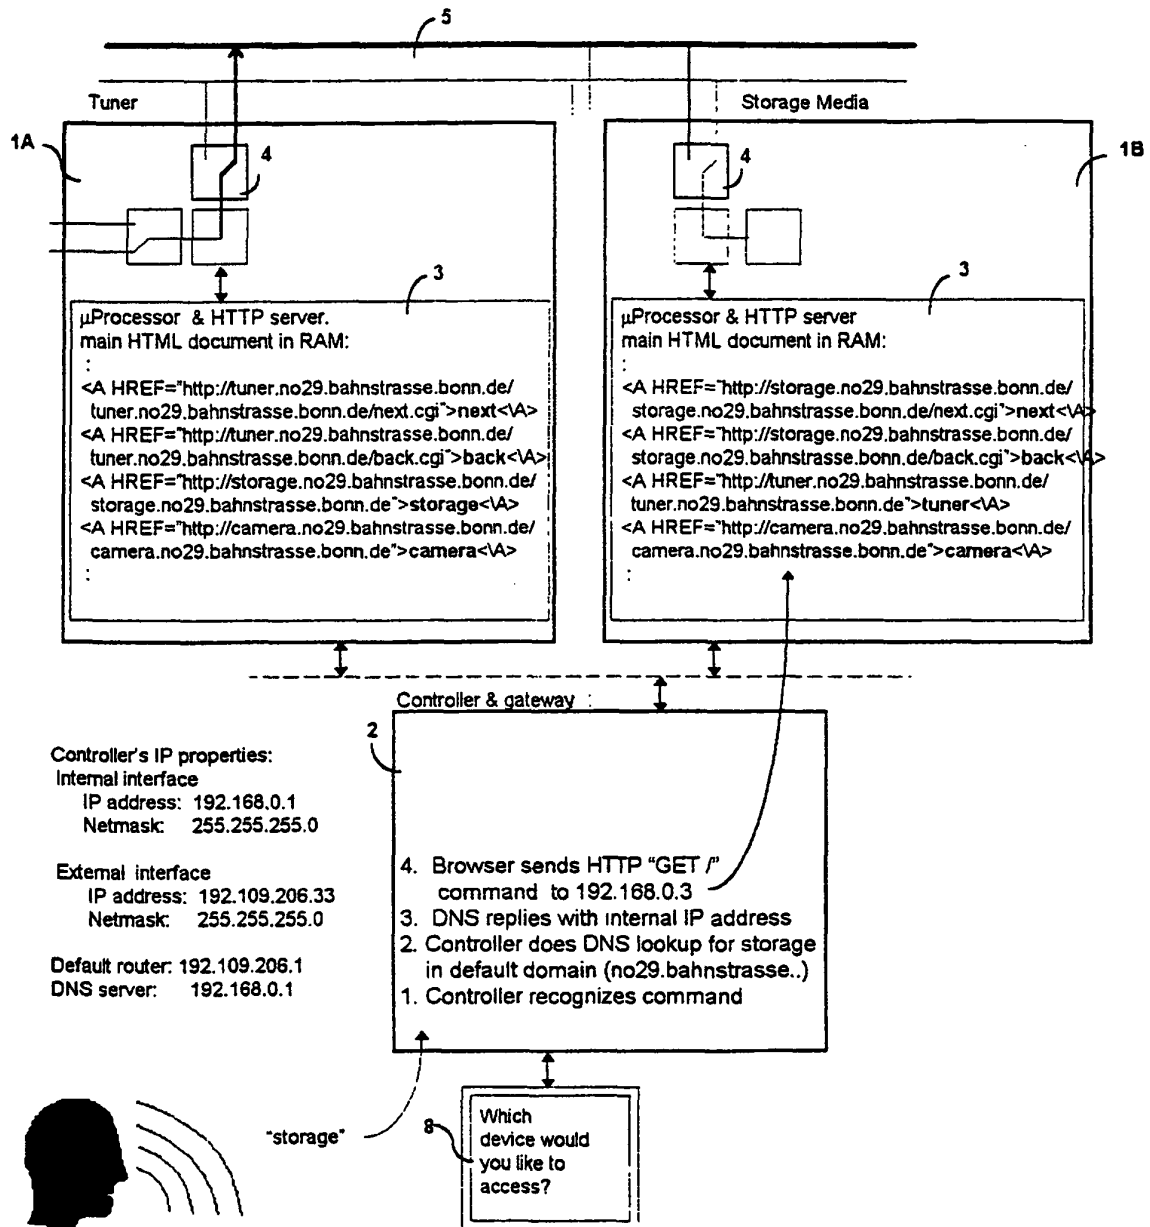 5
Tuner
Storage Media
1A
4
4
1B
3
µProcessor & HTTP server.
main HTML document in RAM:
:
<A HREF="http://tuner.no29.bahnstrasse.bonn.de/
tuner.no29.bahnstrasse.bonn.de/next.cgi">next<\A>
<A HREF="http://tuner.no29.bahnstrasse.bonn.de/
tuner.no29.bahnstrasse.bonn.de/back.cgi">back<\A>
<A HREF="http://storage.no29.bahnstrasse.bonn.de/
storage.no29.bahnstrasse.bonn.de">storage<\A>
<A HREF="http://camera.no29.bahnstrasse.bonn.de/
camera.no29.bahnstrasse.bonn.de">camera<\A>
:
3
µProcessor & HTTP server
main HTML document in RAM:
:
<A HREF="http://storage.no29.bahnstrasse.bonn.de/
storage.no29.bahnstrasse.bonn.de/next.cgi">next<\A>
<A HREF="http://storage.no29.bahnstrasse.bonn.de/
storage.no29.bahnstrasse.bonn.de/back.cgi">back<\A>
<A HREF="http://tuner.no29.bahnstrasse.bonn.de/
tuner.no29.bahnstrasse.bonn.de">tuner<\A>
<A HREF="http://camera.no29.bahnstrasse.bonn.de/
camera.no29.bahnstrasse.bonn.de">camera<\A>
:
Controller & gateway :
2
Controller's IP properties:
Internal interface
IP address: 192.168.0.1
Netmask: 255.255.255.0
External interface
IP address: 192.109.206.33
Netmask: 255.255.255.0
Default router: 192.109.206.1
DNS server: 192.168.0.1
4. Browser sends HTTP "GET /"
command to 192.168.0.3
3. DNS replies with internal IP address
2. Controller does DNS lookup for storage
in default domain (no29.bahnstrasse..)
1. Controller recognizes command
"storage"
8
Which
device would
you like to
access?